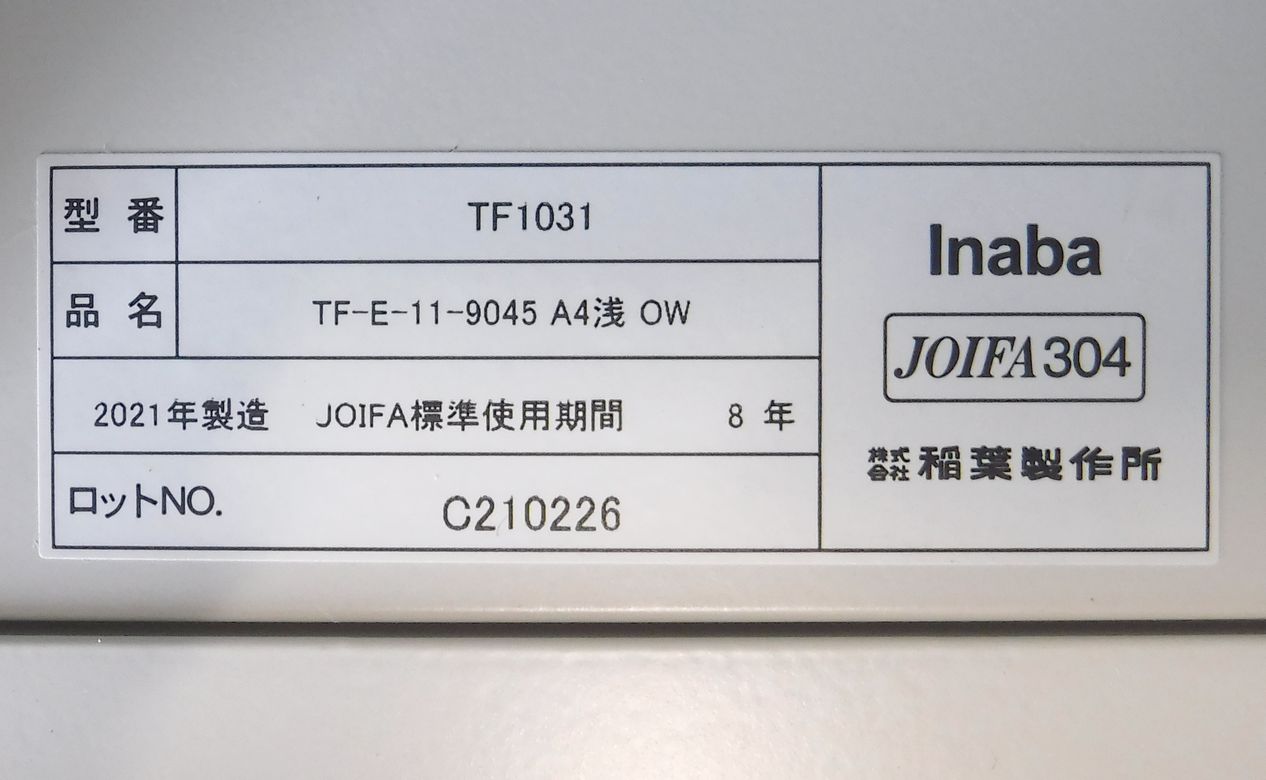 型番 TF1031
品名 TF-E-11-9045 A4浅 OW
2021年製造 JOIFA標準使用期間 8年
ロットNO. C210226
Inaba
JOIFA304
株式会社 稲葉製作所